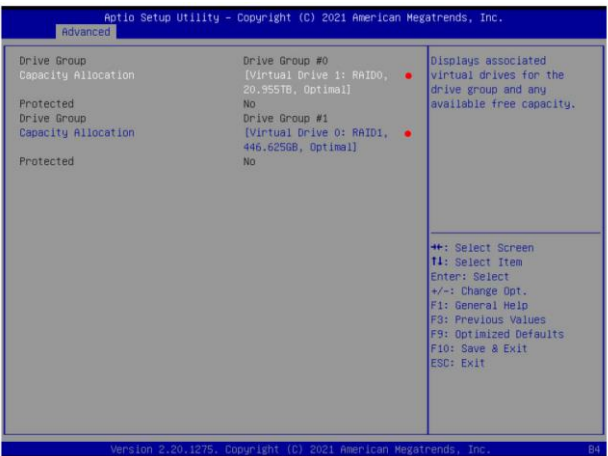 Aptio Setup Utility – Copyright (C) 2021 American Megatrends, Inc.
Advanced
Drive Group Drive Group #0
Capacity Allocation [Virtual Drive 1: RAID0,
20.955TB, Optimal]
Protected No
Drive Group Drive Group #1
Capacity Allocation [Virtual Drive 0: RAID1,
446.625GB, Optimal]
Protected No
Displays associated
virtual drives for the
drive group and any
available free capacity.
→←: Select Screen
↑↓: Select Item
Enter: Select
+/-: Change Opt.
F1: General Help
F3: Previous Values
F9: Optimized Defaults
F10: Save & Exit
ESC: Exit
Version 2.20.1275. Copyright (C) 2021 American Megatrends, Inc.
B4